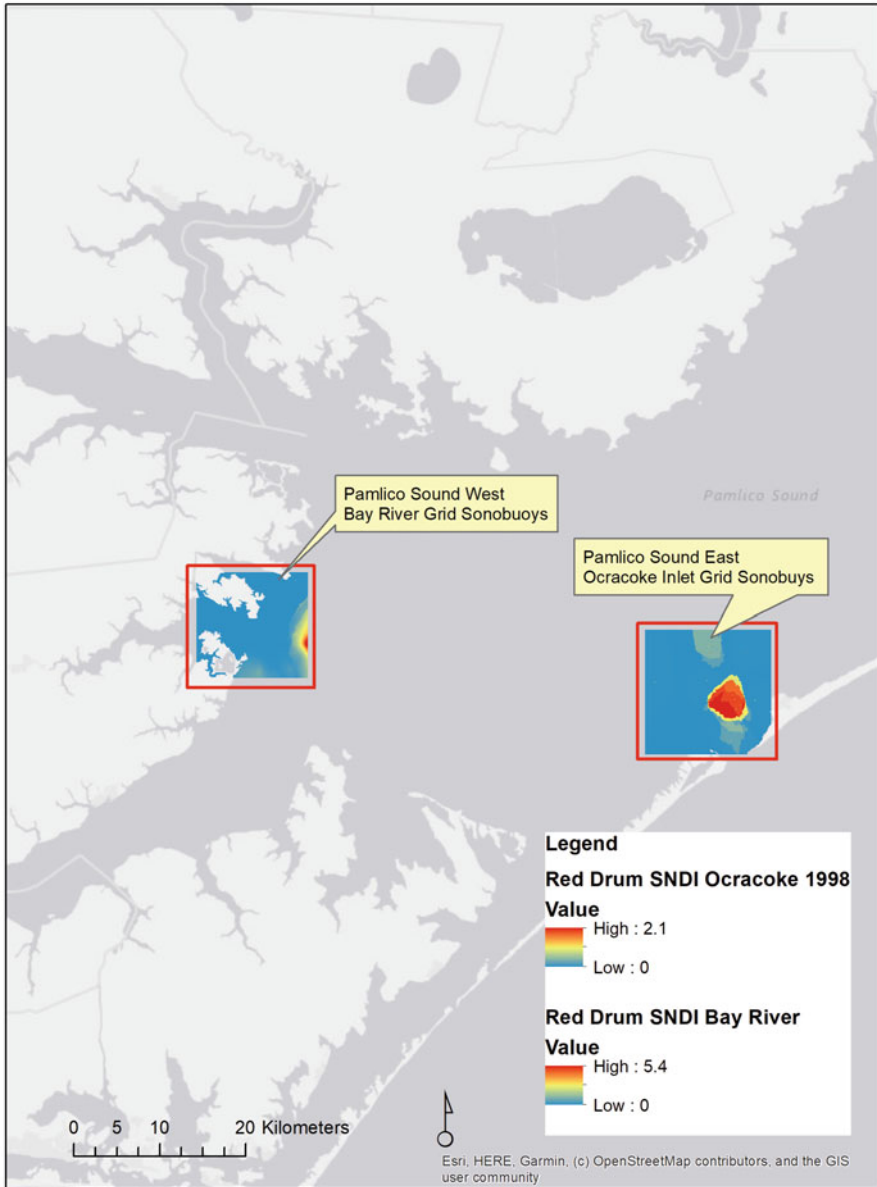 Pamlico Sound West
Bay River Grid Sonobuoys
Pamlico Sound
Pamlico Sound East
Ocracoke Inlet Grid Sonobuys
Legend
Red Drum SNDI Ocracoke 1998
Value
High : 2.1
Low : 0
Red Drum SNDI Bay River
Value
High : 5.4
Low : 0
0 5 10 20 Kilometers
Esri, HERE, Garmin, (c) OpenStreetMap contributors, and the GIS
user community